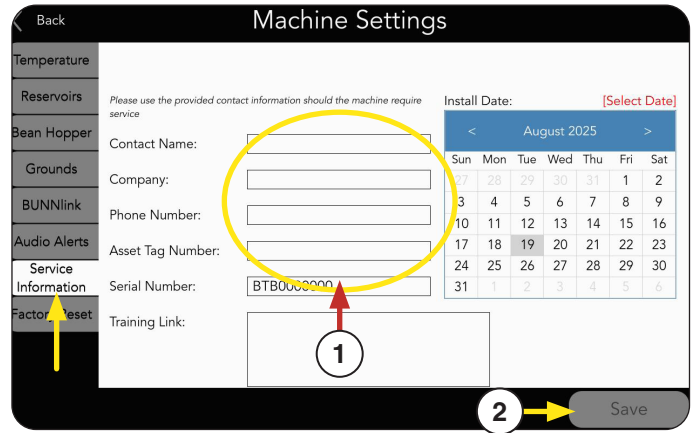 Back
Machine Settings
Temperature
Reservoirs
Bean Hopper
Grounds
BUNNlink
Audio Alerts
Service
Information
Factory Reset
Please use the provided contact information should the machine require
service
Contact Name:
Company:
Phone Number:
Asset Tag Number:
Serial Number: BTB0000000
Training Link:
Install Date: [Select Date]
< August 2025 >
Sun Mon Tue Wed Thu Fri Sat
27 28 29 30 31 1 2
3 4 5 6 7 8 9
10 11 12 13 14 15 16
17 18 19 20 21 22 23
24 25 26 27 28 29 30
31 1 2 3 4 5 6
1
2
Save